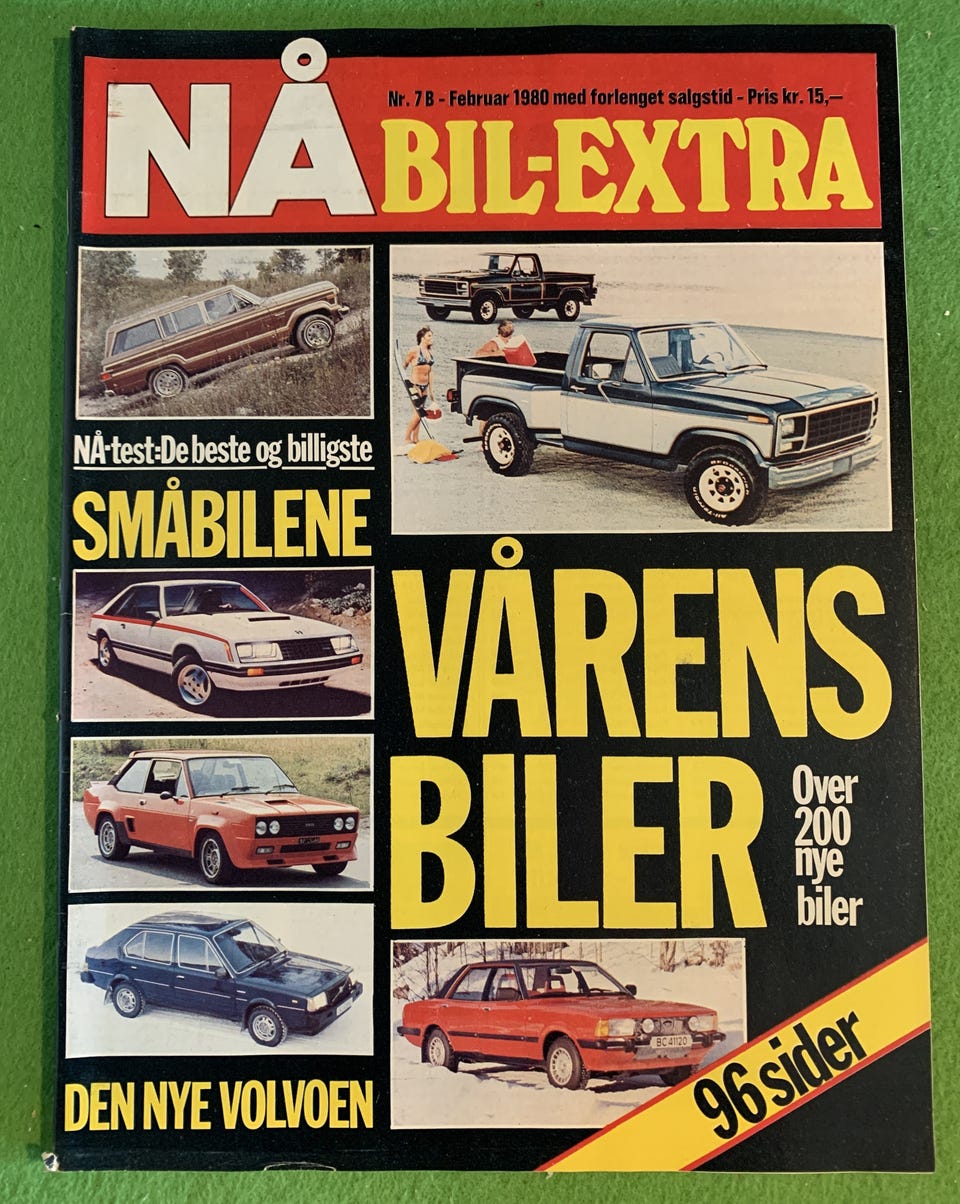 NÅ
Nr. 7 B - Februar 1980 med forlenget salgstid - Pris kr. 15,—
BIL-EXTRA
NÅ-test: De beste og billigste
SMÅBILENE
VÅRENS
BILER
Over
200
nye
biler
BC 41120
96 sider
DEN NYE VOLVOEN